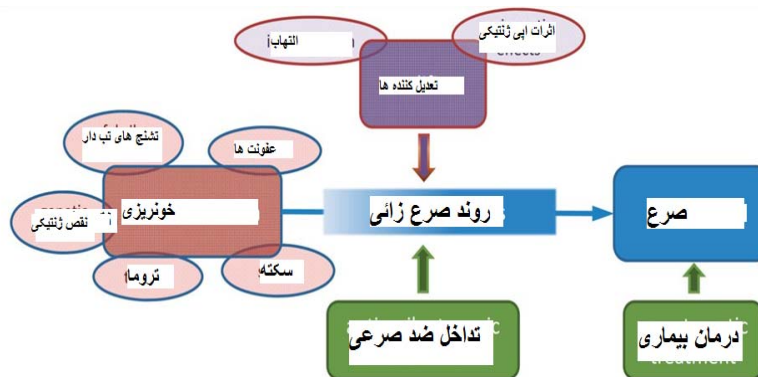 التهاب
اثرات اپی ژنتیکی
تعدیل کننده ها
تشنج های تب دار
عفونت ها
خونریزی
نقص ژنتیکی
تروما
سکته
روند صرع زائی
صرع
تداخل ضد صرعی
درمان بیماری